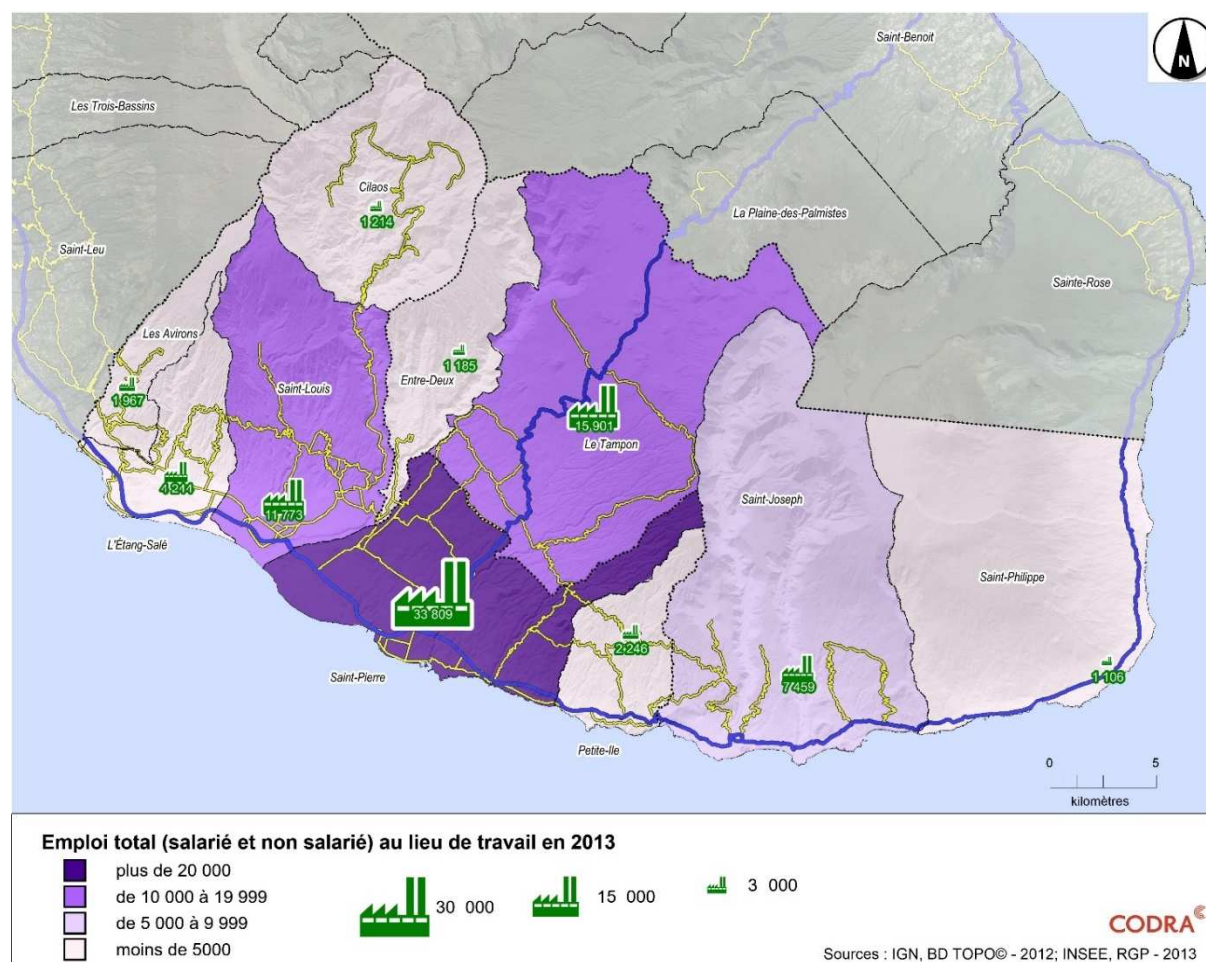 Saint-Benoit
N
Les Trois-Bassins
Cilaos
1 214
La Plaine-des-Palmistes
Saint-Leu
Sainte-Rose
Les Avirons
1 185
Entre-Deux
Saint-Louis
1 967
15,901
Le Tampon
4 211
11 773
Saint-Joseph
L'Étang-Salé
Saint-Philippe
33 809
2 246
Saint-Pierre
7 459
1 106
Petite-Ile
0 5
kilomètres
Emploi total (salarié et non salarié) au lieu de travail en 2013
plus de 20 000
de 10 000 à 19 999
de 5 000 à 9 999
moins de 5000
30 000
15 000
3 000
CODRA
Sources : IGN, BD TOPO© - 2012; INSEE, RGP - 2013